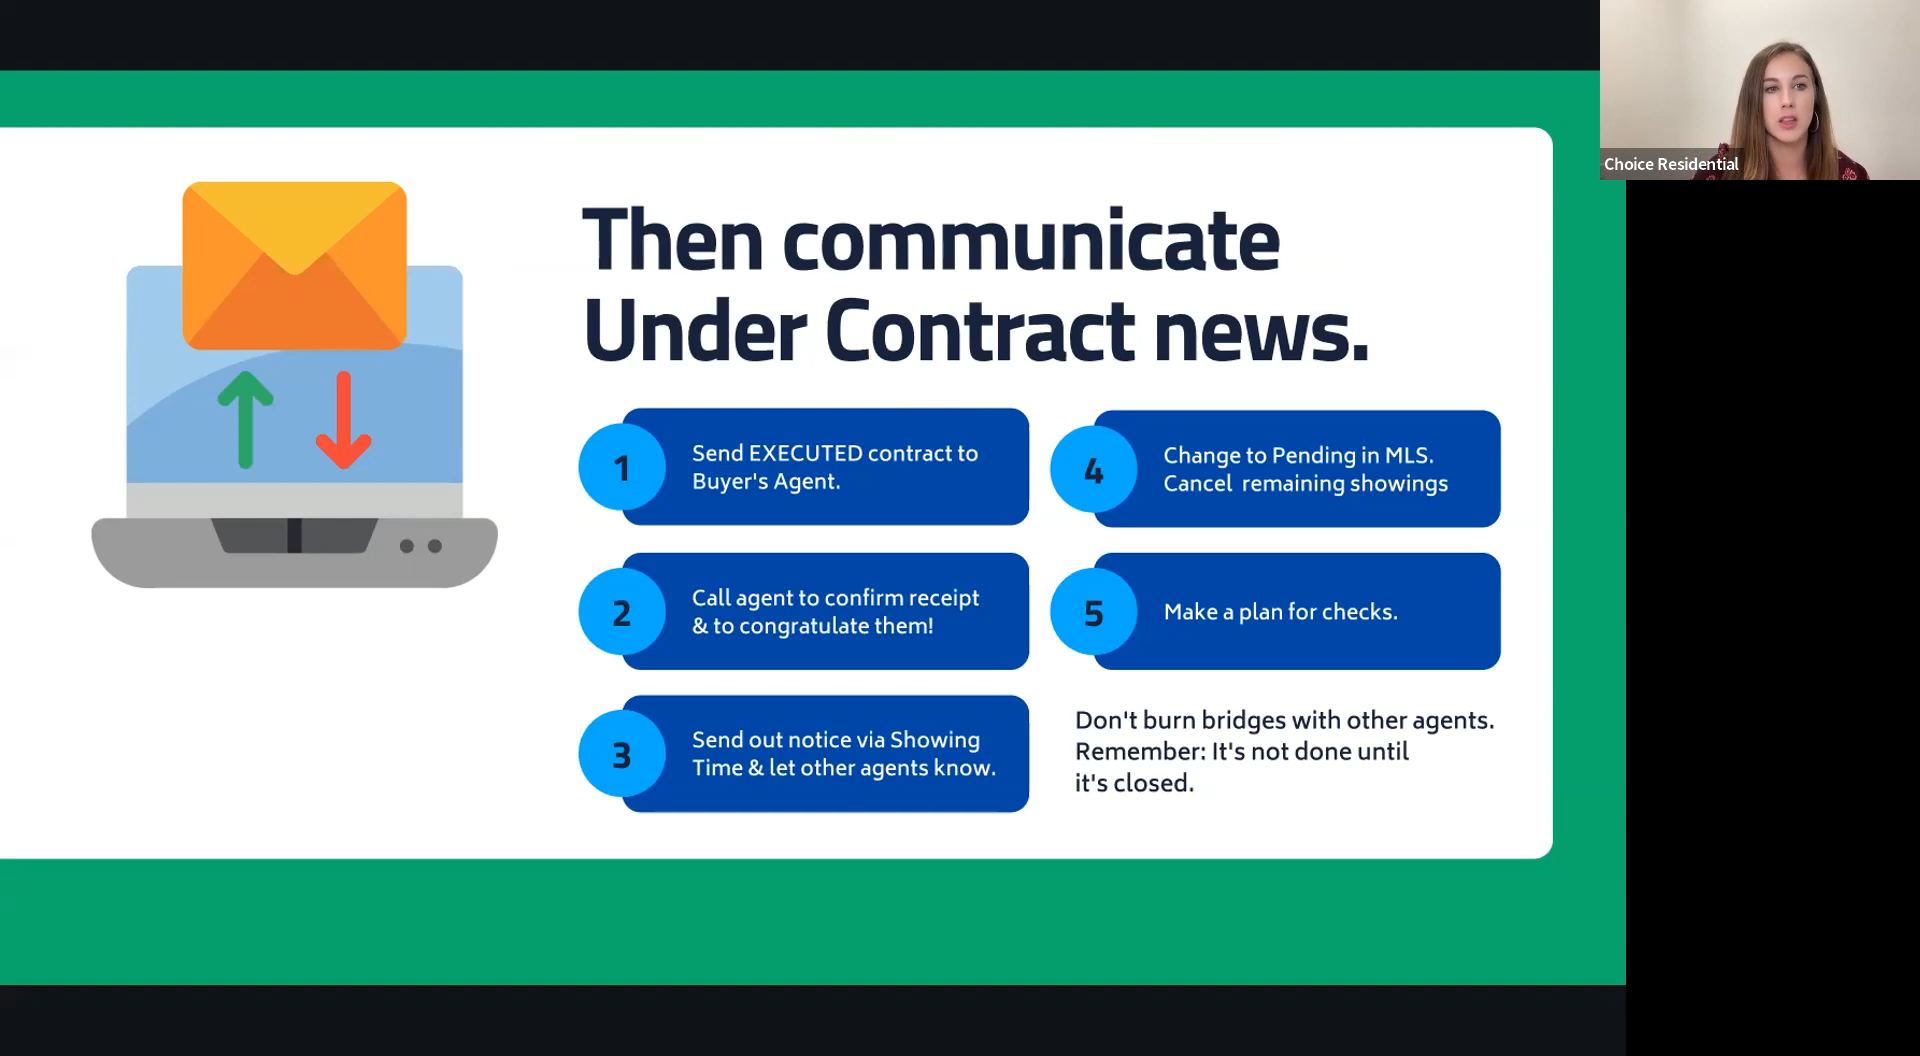 Choice Residential
Then communicate
Under Contract news.
1
Send EXECUTED contract to
Buyer's Agent.
2
Call agent to confirm receipt
& to congratulate them!
3
Send out notice via Showing
Time & let other agents know.
4
Change to Pending in MLS.
Cancel  remaining showings
5
Make a plan for checks.
Don't burn bridges with other agents.
Remember: It's not done until
it's closed.